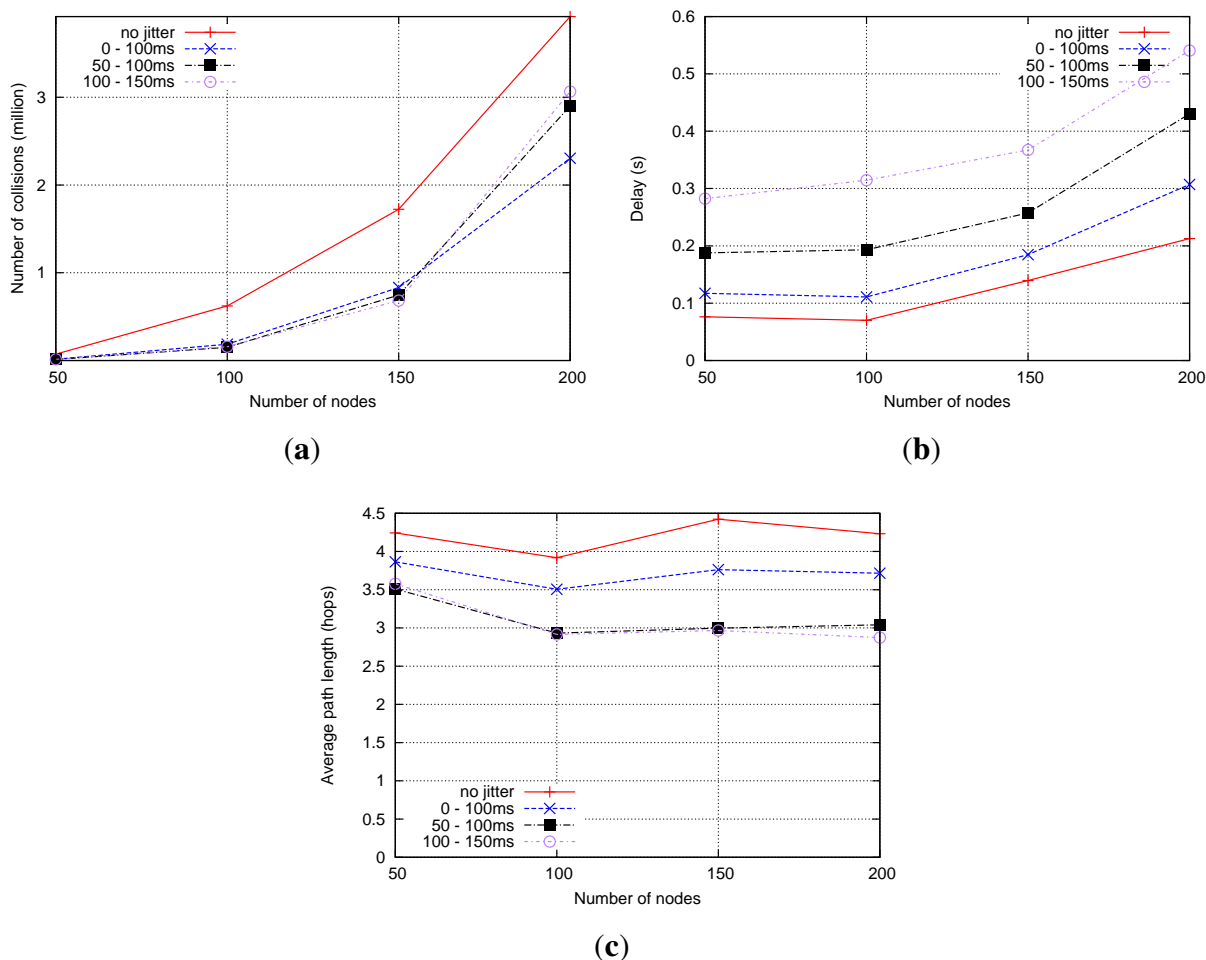 no jitter
0 - 100ms
50 - 100ms
100 - 150ms
3
2
1
50 100 150 200
Number of collisions (million)
Number of nodes
(a)
0.6
0.5
0.4
0.3
0.2
0.1
0
50 100 150 200
no jitter
0 - 100ms
50 - 100ms
100 - 150ms
Delay (s)
Number of nodes
(b)
4.5
4
3.5
3
2.5
2
1.5
1
0.5
0
50 100 150 200
Average path length (hops)
no jitter
0 - 100ms
50 - 100ms
100 - 150ms
Number of nodes
(c)